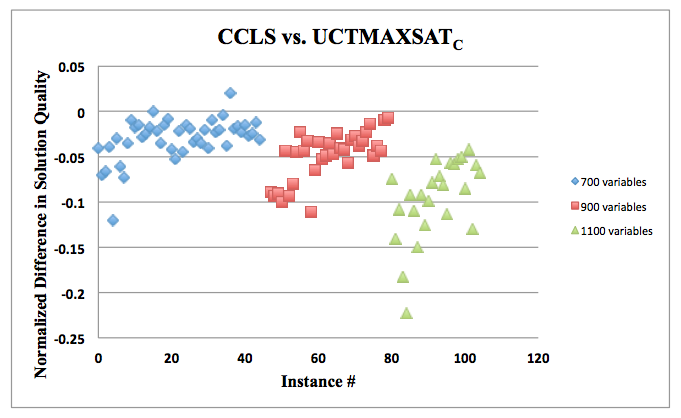 CCLS vs. UCTMAXSATC
Normalized Difference in Solution Quality
0.05
0
-0.05
-0.1
-0.15
-0.2
-0.25
0 20 40 60 80 100 120
Instance #
700 variables
900 variables
1100 variables